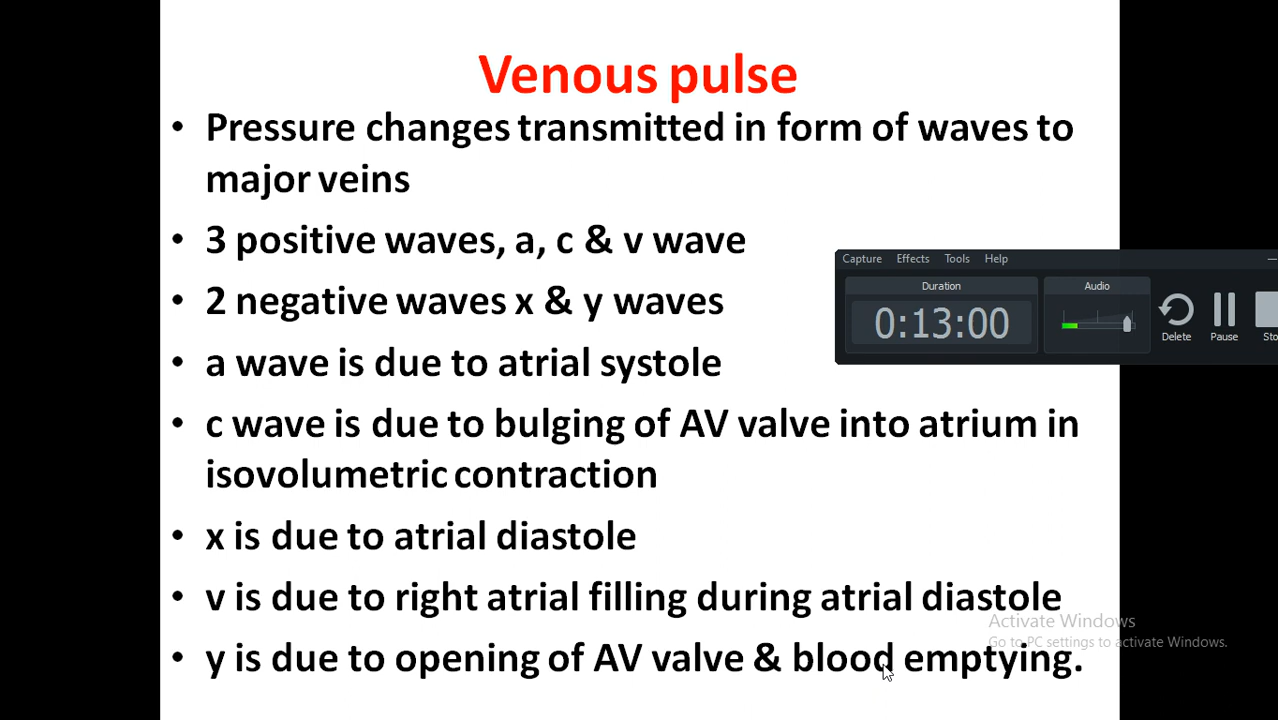 Venous pulse
• Pressure changes transmitted in form of waves to
major veins
• 3 positive waves, a, c & v wave
• 2 negative waves x & y waves
• a wave is due to atrial systole
• c wave is due to bulging of AV valve into atrium in
isovolumetric contraction
• x is due to atrial diastole
• v is due to right atrial filling during atrial diastole
• y is due to opening of AV valve & blood emptying.
Capture Effects Tools Help
Duration Audio
0:13:00
Delete Pause Sto
Activate Windows
Go to PC settings to activate Windows.